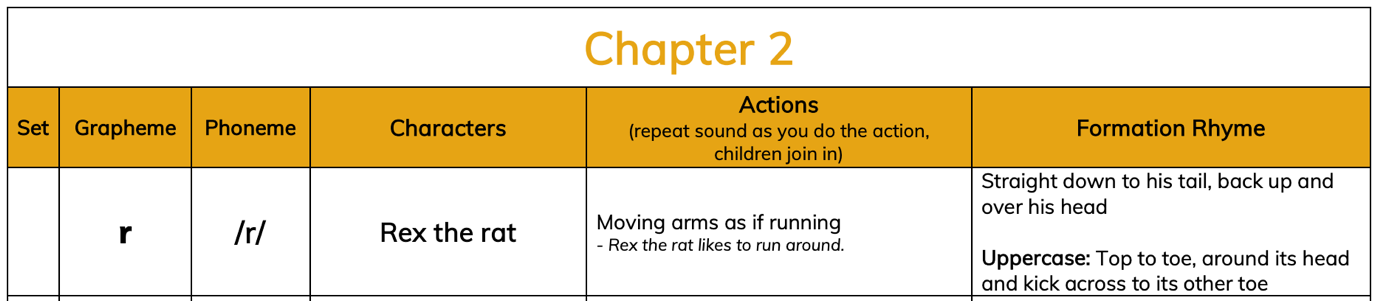 Chapter 2
Set
Grapheme
Phoneme
Characters
Actions
(repeat sound as you do the action,
children join in)
Formation Rhyme
r
/r/
Rex the rat
Moving arms as if running
- Rex the rat likes to run around.
Straight down to his tail, back up and
over his head
Uppercase: Top to toe, around its head
and kick across to its other toe